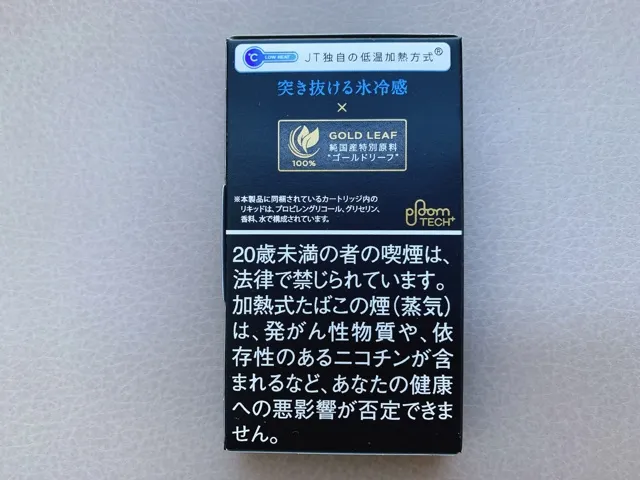 ℃ LOW HEAT JT独自の低温加熱方式®
突き抜ける氷冷感
×
GOLD LEAF
純国産特別原料
"ゴールドリーフ"
100%
※本製品に同梱されているカートリッジ内の
リキッドは、プロピレングリコール、グリセリン、
香料、水で構成されています。
ploom
TECH+
20歳未満の者の喫煙は、
法律で禁じられています。
加熱式たばこの煙(蒸気)
は、発がん性物質や、依
存性のあるニコチンが含
まれるなど、あなたの健康
への悪影響が否定できま
せん。